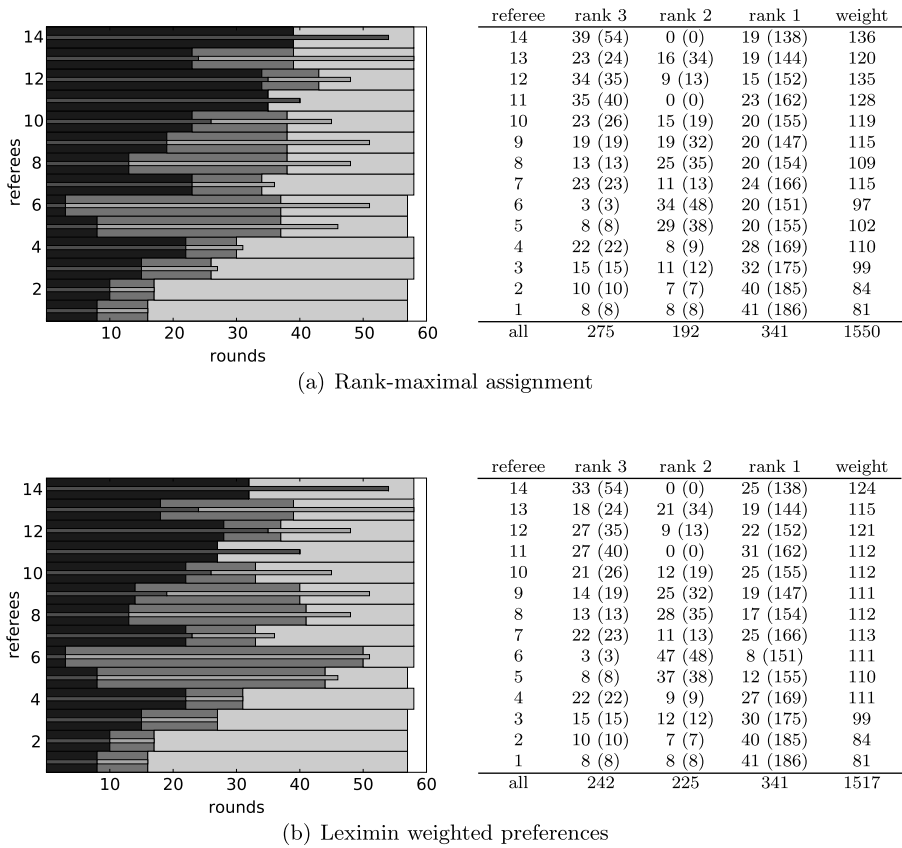 referee rank 3 rank 2 rank 1 weight
14 39 (54) 0 (0) 19 (138) 136
13 23 (24) 16 (34) 19 (144) 120
12 34 (35) 9 (13) 15 (152) 135
11 35 (40) 0 (0) 23 (162) 128
10 23 (26) 15 (19) 20 (155) 119
9 19 (19) 19 (32) 20 (147) 115
8 13 (13) 25 (35) 20 (154) 109
7 23 (23) 11 (13) 24 (166) 115
6 3 (3) 34 (48) 20 (151) 97
5 8 (8) 29 (38) 20 (155) 102
4 22 (22) 8 (9) 28 (169) 110
3 15 (15) 11 (12) 32 (175) 99
2 10 (10) 7 (7) 40 (185) 84
1 8 (8) 8 (8) 41 (186) 81
all 275 192 341 1550
14
12
10
8
6
4
2
referees
10 20 30 40 50 60
rounds
(a) Rank-maximal assignment
referee rank 3 rank 2 rank 1 weight
14 33 (54) 0 (0) 25 (138) 124
13 18 (24) 21 (34) 19 (144) 115
12 27 (35) 9 (13) 22 (152) 121
11 27 (40) 0 (0) 31 (162) 112
10 21 (26) 12 (19) 25 (155) 112
9 14 (19) 25 (32) 19 (147) 111
8 13 (13) 28 (35) 17 (154) 112
7 22 (23) 11 (13) 25 (166) 113
6 3 (3) 47 (48) 8 (151) 111
5 8 (8) 37 (38) 12 (155) 110
4 22 (22) 9 (9) 27 (169) 111
3 15 (15) 12 (12) 30 (175) 99
2 10 (10) 7 (7) 40 (185) 84
1 8 (8) 8 (8) 41 (186) 81
all 242 225 341 1517
14
12
10
8
6
4
2
referees
10 20 30 40 50 60
rounds
(b) Leximin weighted preferences